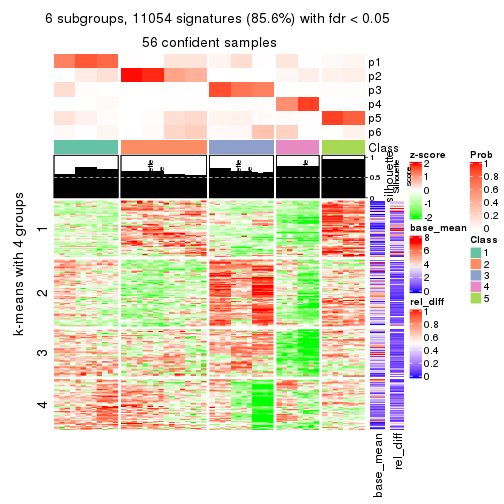 6 subgroups, 11054 signatures (85.6%) with fdr < 0.05
56 confident samples
p1
p2
p3
p4
p5
p6
Class
1
0.5
0
silhouette
Silhouette
score
k-means with 4 groups
1
2
3
4
base_mean
rel_diff
z-score
2
1
0
-1
-2
base_mean
8
6
4
2
0
rel_diff
1
0.8
0.6
0.4
0.2
0
Prob
1
0.8
0.6
0.4
0.2
0
Class
1
2
3
4
5